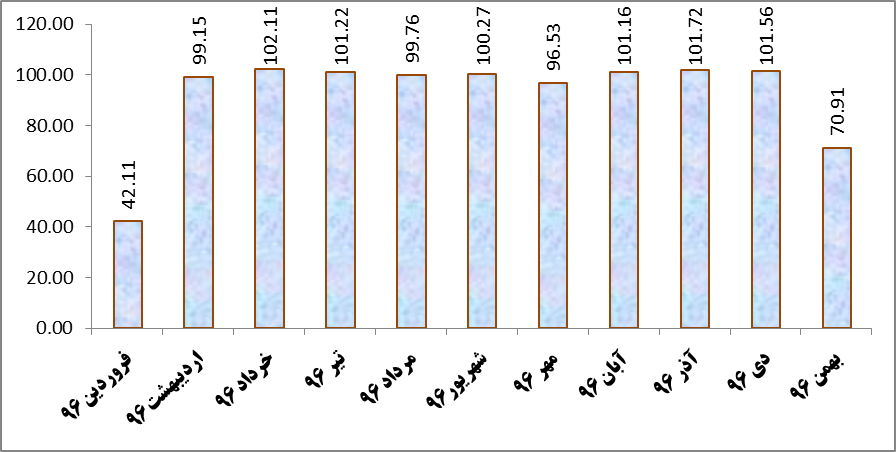 120.00
100.00
80.00
60.00
40.00
20.00
0.00
42.11
99.15
102.11
101.22
99.76
100.27
96.53
101.16
101.72
101.56
70.91
فروردین ۹۶
اردیبهشت ۹۶
خرداد ۹۶
تیر ۹۶
مرداد ۹۶
شهریور ۹۶
مهر ۹۶
آبان ۹۶
آذر ۹۶
دی ۹۶
بهمن ۹۶